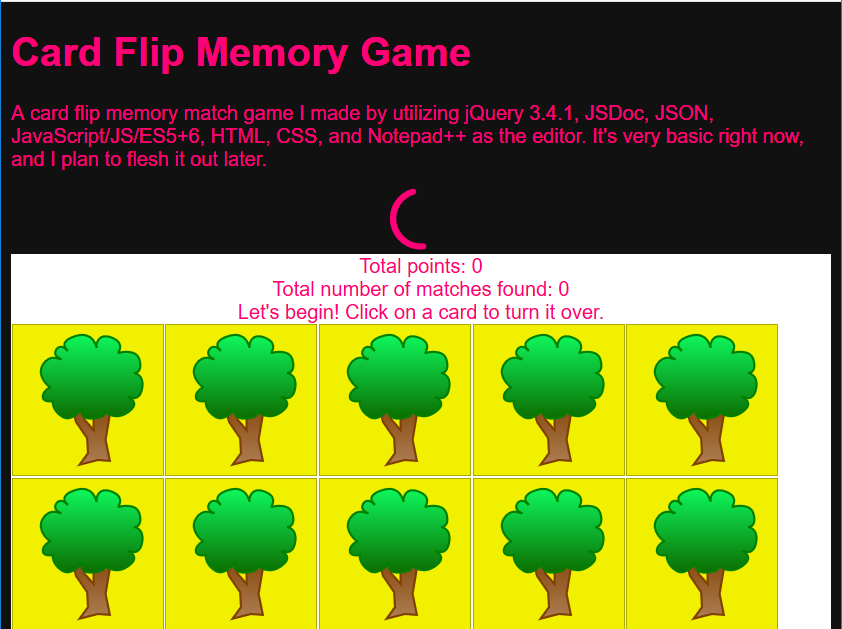 Card Flip Memory Game
A card flip memory match game I made by utilizing jQuery 3.4.1, JSDoc, JSON,
JavaScript/JS/ES5+6, HTML, CSS, and Notepad++ as the editor. It's very basic right now,
and I plan to flesh it out later.
Total points: 0
Total number of matches found: 0
Let's begin! Click on a card to turn it over.